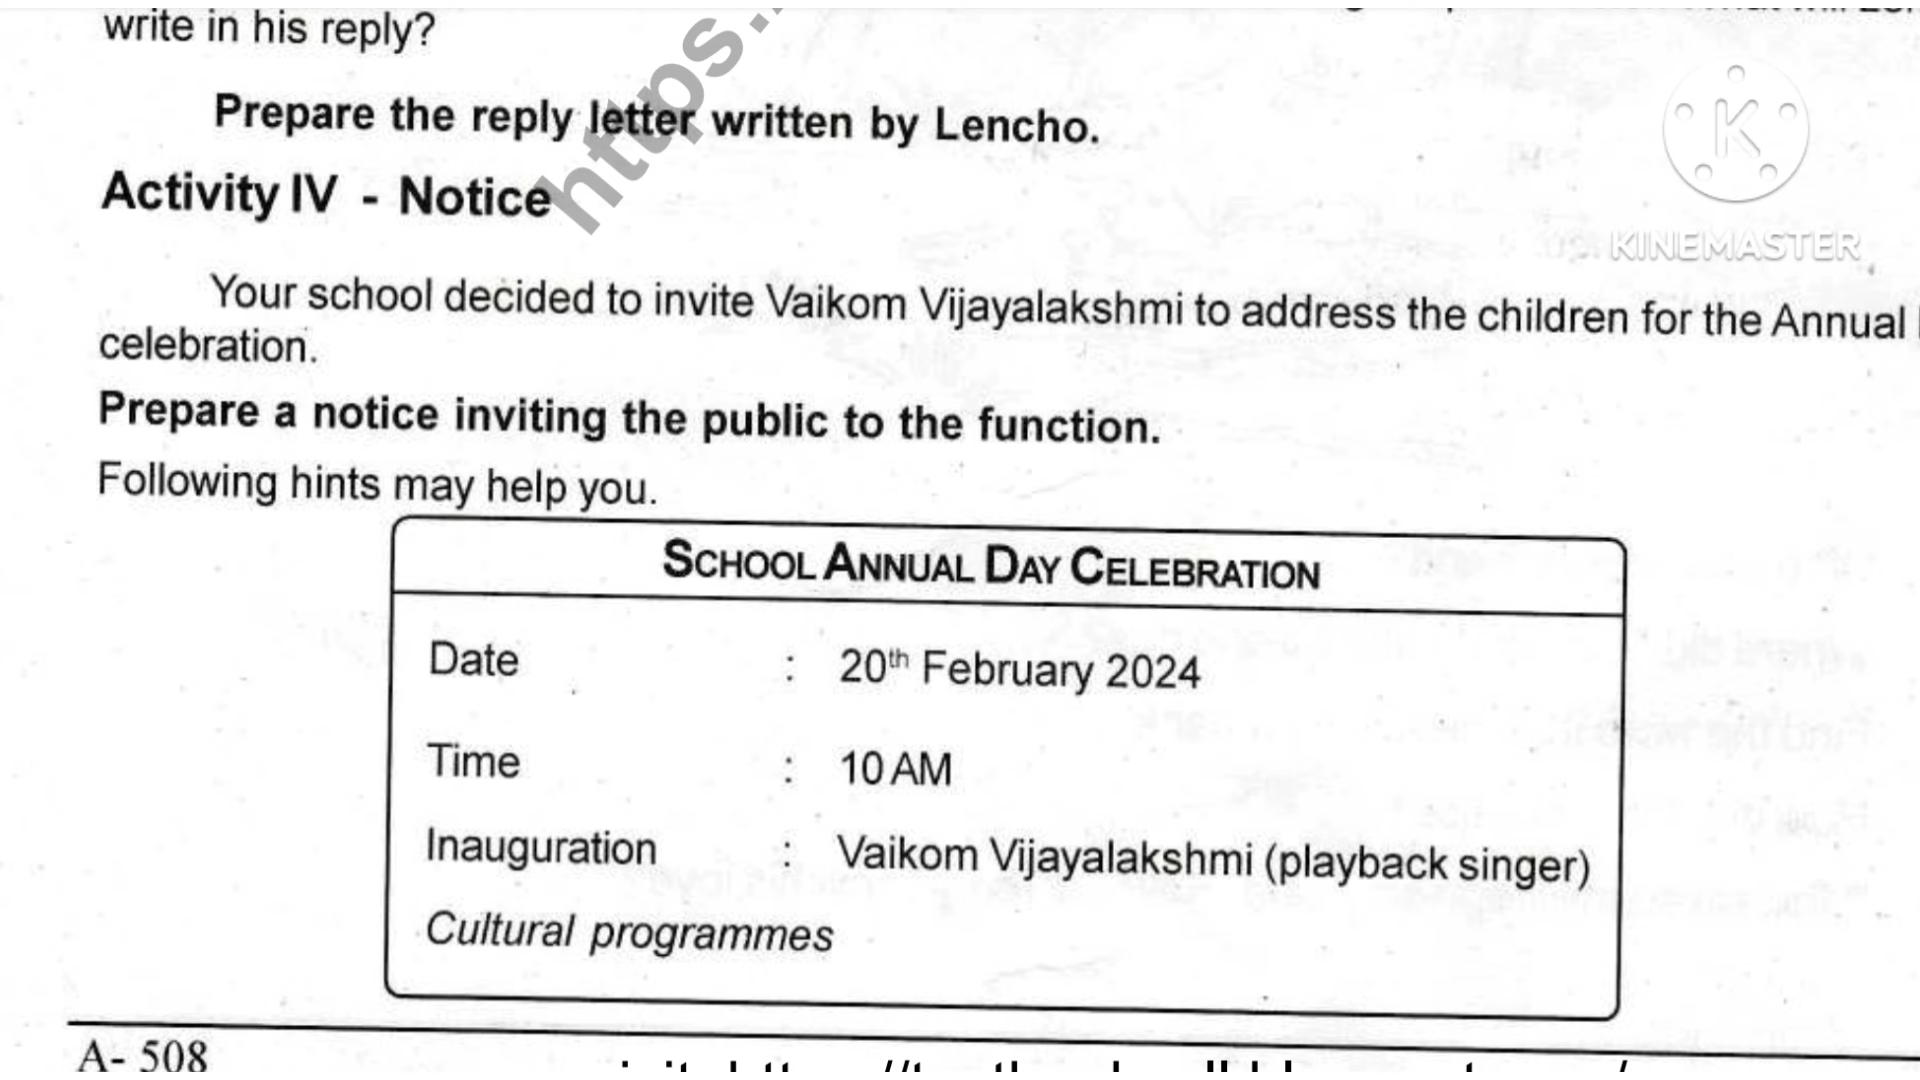 write in his reply?
Prepare the reply letter written by Lencho.
https.
Activity IV - Notice
KINEMASTER
Your school decided to invite Vaikom Vijayalakshmi to address the children for the Annual
celebration.
Prepare a notice inviting the public to the function.
Following hints may help you.
SCHOOL ANNUAL DAY CELEBRATION
Date : 20th February 2024
Time : 10 AM
Inauguration : Vaikom Vijayalakshmi (playback singer)
Cultural programmes
A- 508